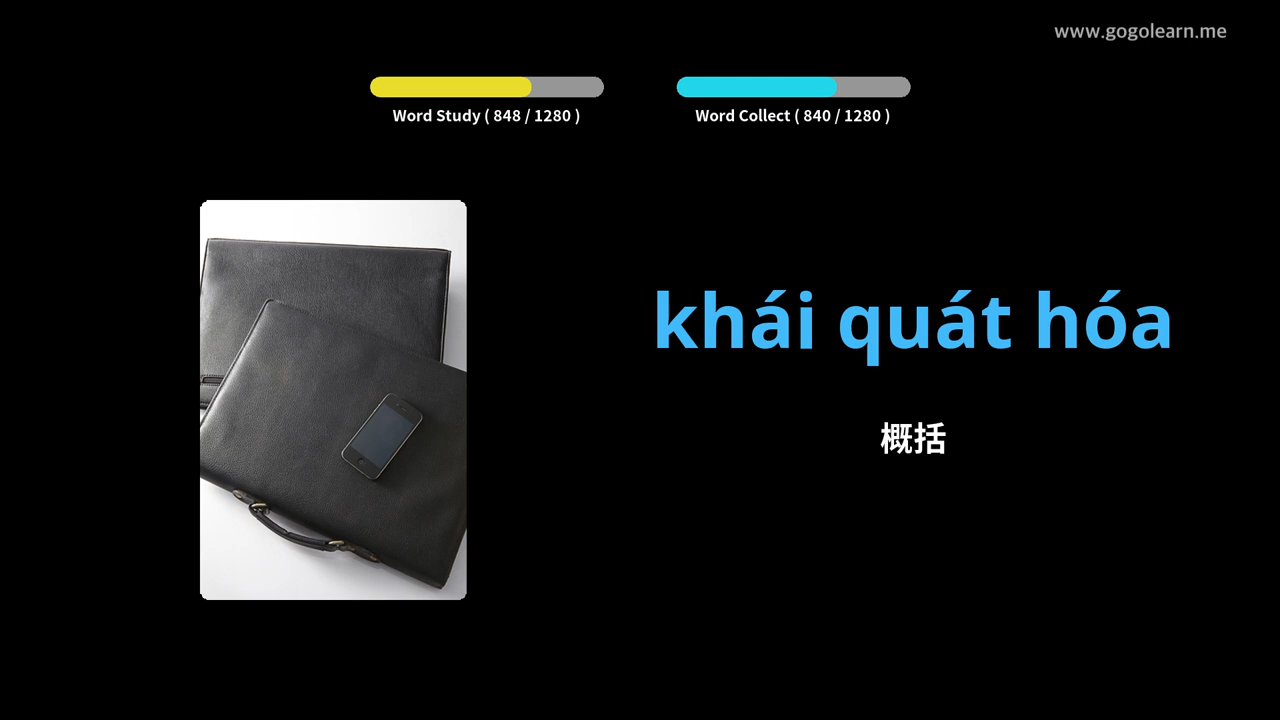 www.gogolearn.me
Word Study ( 848 / 1280 )
Word Collect ( 840 / 1280 )
khái quát hóa
概括